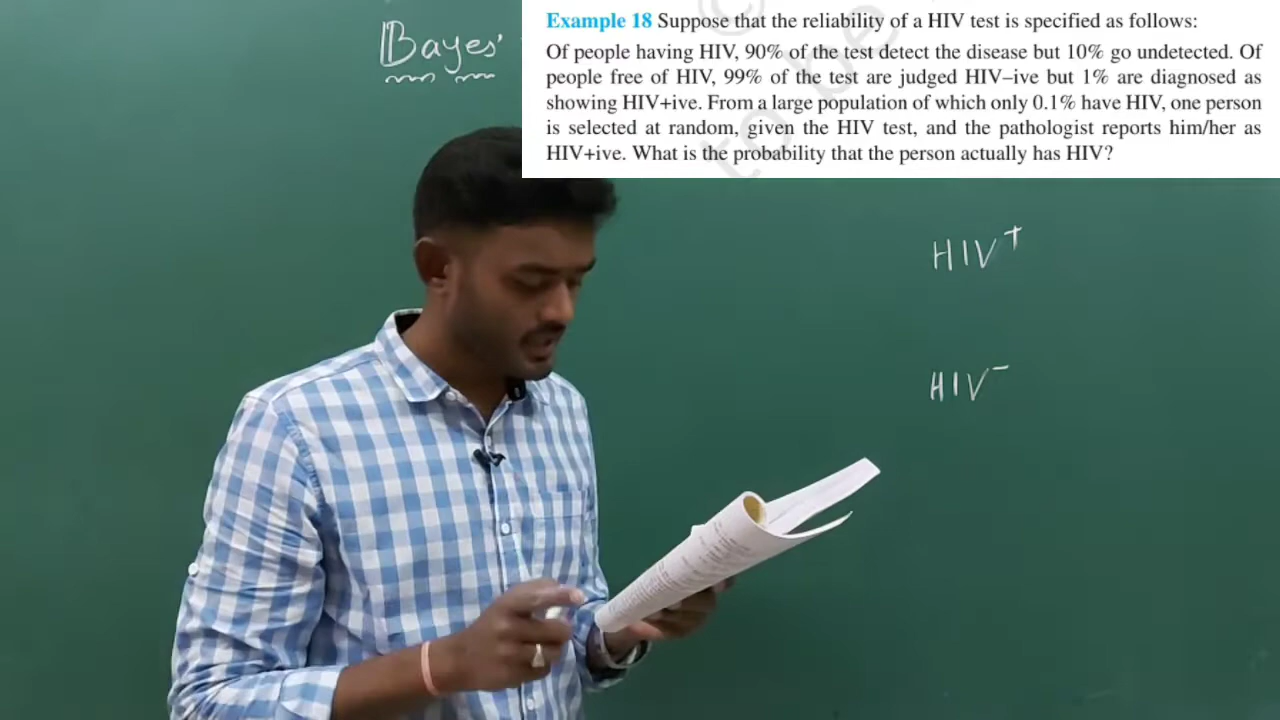 Bayes'
Example 18 Suppose that the reliability of a HIV test is specified as follows:
Of people having HIV, 90% of the test detect the disease but 10% go undetected. Of
people free of HIV, 99% of the test are judged HIV–ive but 1% are diagnosed as
showing HIV+ive. From a large population of which only 0.1% have HIV, one person
is selected at random, given the HIV test, and the pathologist reports him/her as
HIV+ive. What is the probability that the person actually has HIV?
to be
HIV+
HIV-